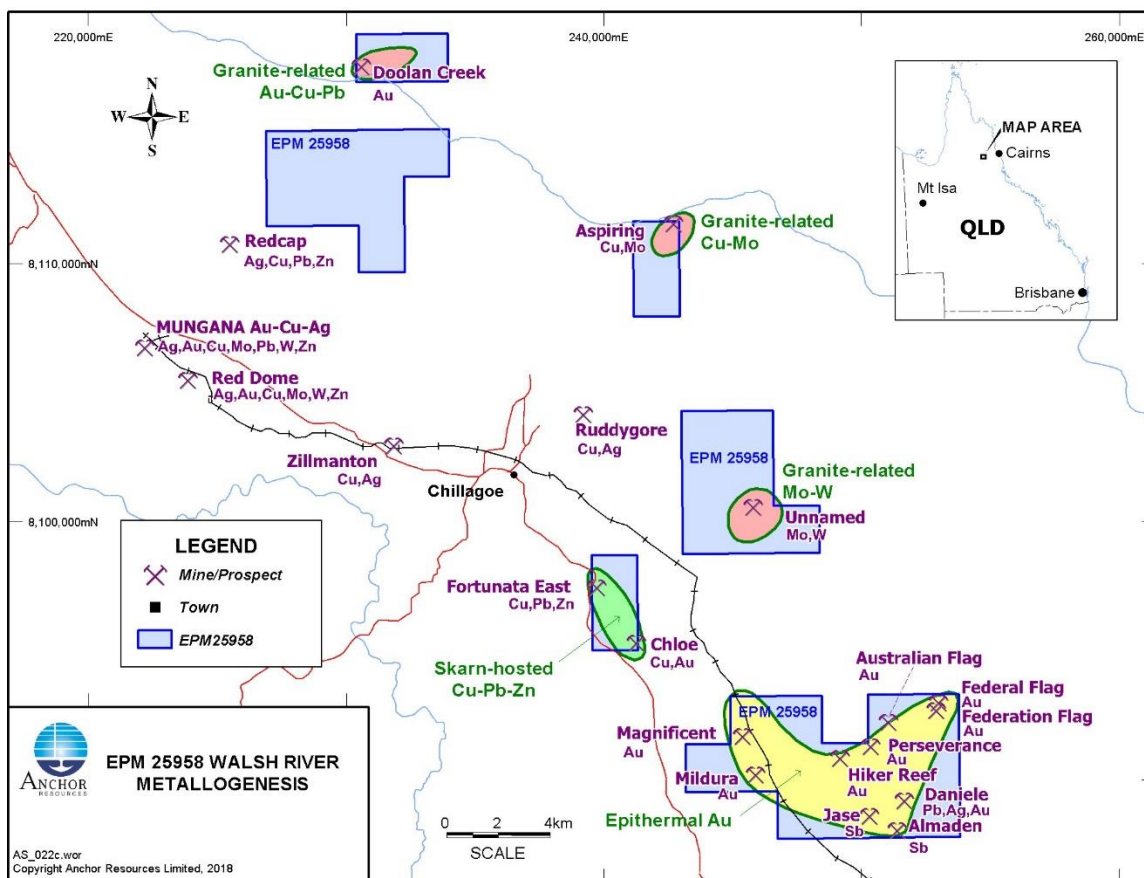 220,000mE
240,000mE
260,000mE
8,110,000mN
8,100,000mN
N
W
E
S
Granite-related
Au-Cu-Pb
Doolan Creek
Au
EPM 25958
Redcap
Ag,Cu,Pb,Zn
Aspiring
Cu,Mo
Granite-related
Cu-Mo
MAP AREA
Cairns
Mt Isa
QLD
Brisbane
MUNGANA Au-Cu-Ag
Ag,Au,Cu,Mo,Pb,W,Zn
Red Dome
Ag,Au,Cu,Mo,W,Zn
Zillmanton
Cu,Ag
Chillagoe
Ruddygore
Cu,Ag
EPM 25958
Granite-related
Mo-W
Unnamed
Mo,W
LEGEND
Mine/Prospect
Town
EPM25958
Fortunata East
Cu,Pb,Zn
Chloe
Cu,Au
Skarn-hosted
Cu-Pb-Zn
Australian Flag
Au
Federal Flag
Au
Federation Flag
Au
EPM 25958
Magnificent
Au
Perseverance
Au
Hiker Reef
Au
Mildura
Au
Daniele
Pb,Ag,Au
Jase
Sb
Almaden
Sb
Epithermal Au
0 2 4km
SCALE
ANCHOR
RESOURCES
EPM 25958 WALSH RIVER
METALLOGENESIS
AS_022c.wor
Copyright Anchor Resources Limited, 2018